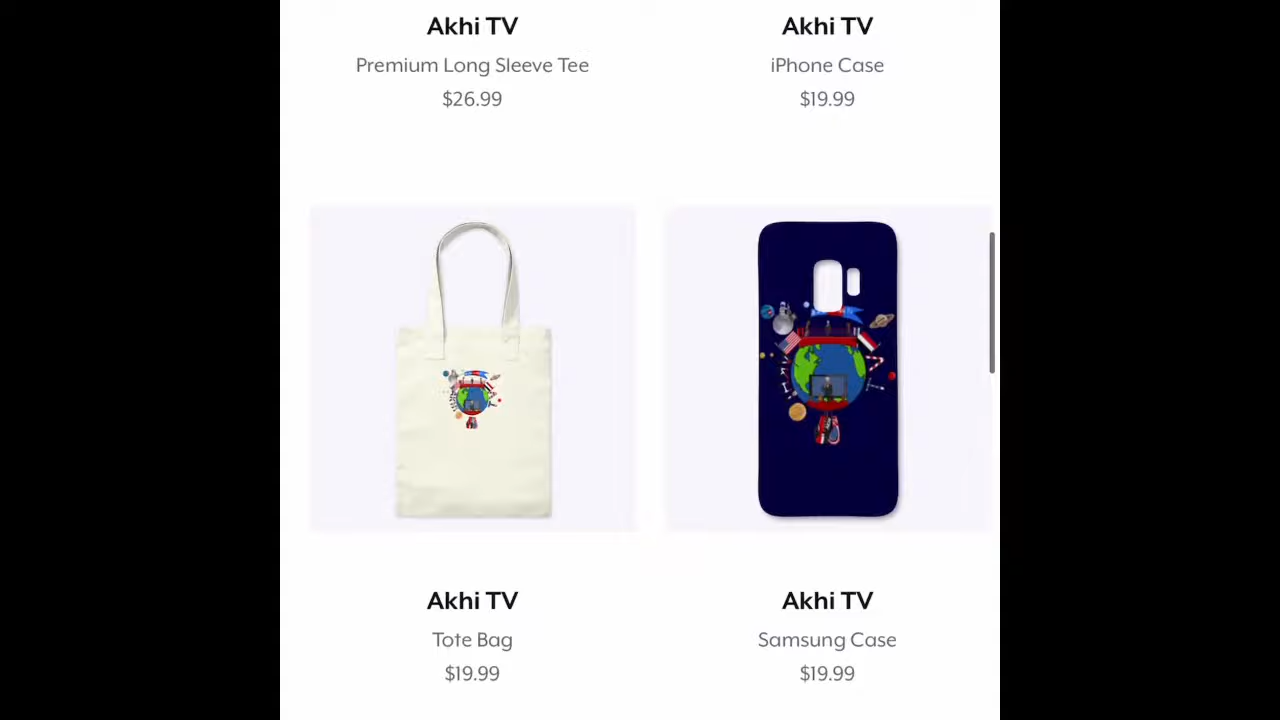 Akhi TV
Premium Long Sleeve Tee
$26.99
Akhi TV
iPhone Case
$19.99
Akhi TV
Tote Bag
$19.99
Akhi TV
Samsung Case
$19.99